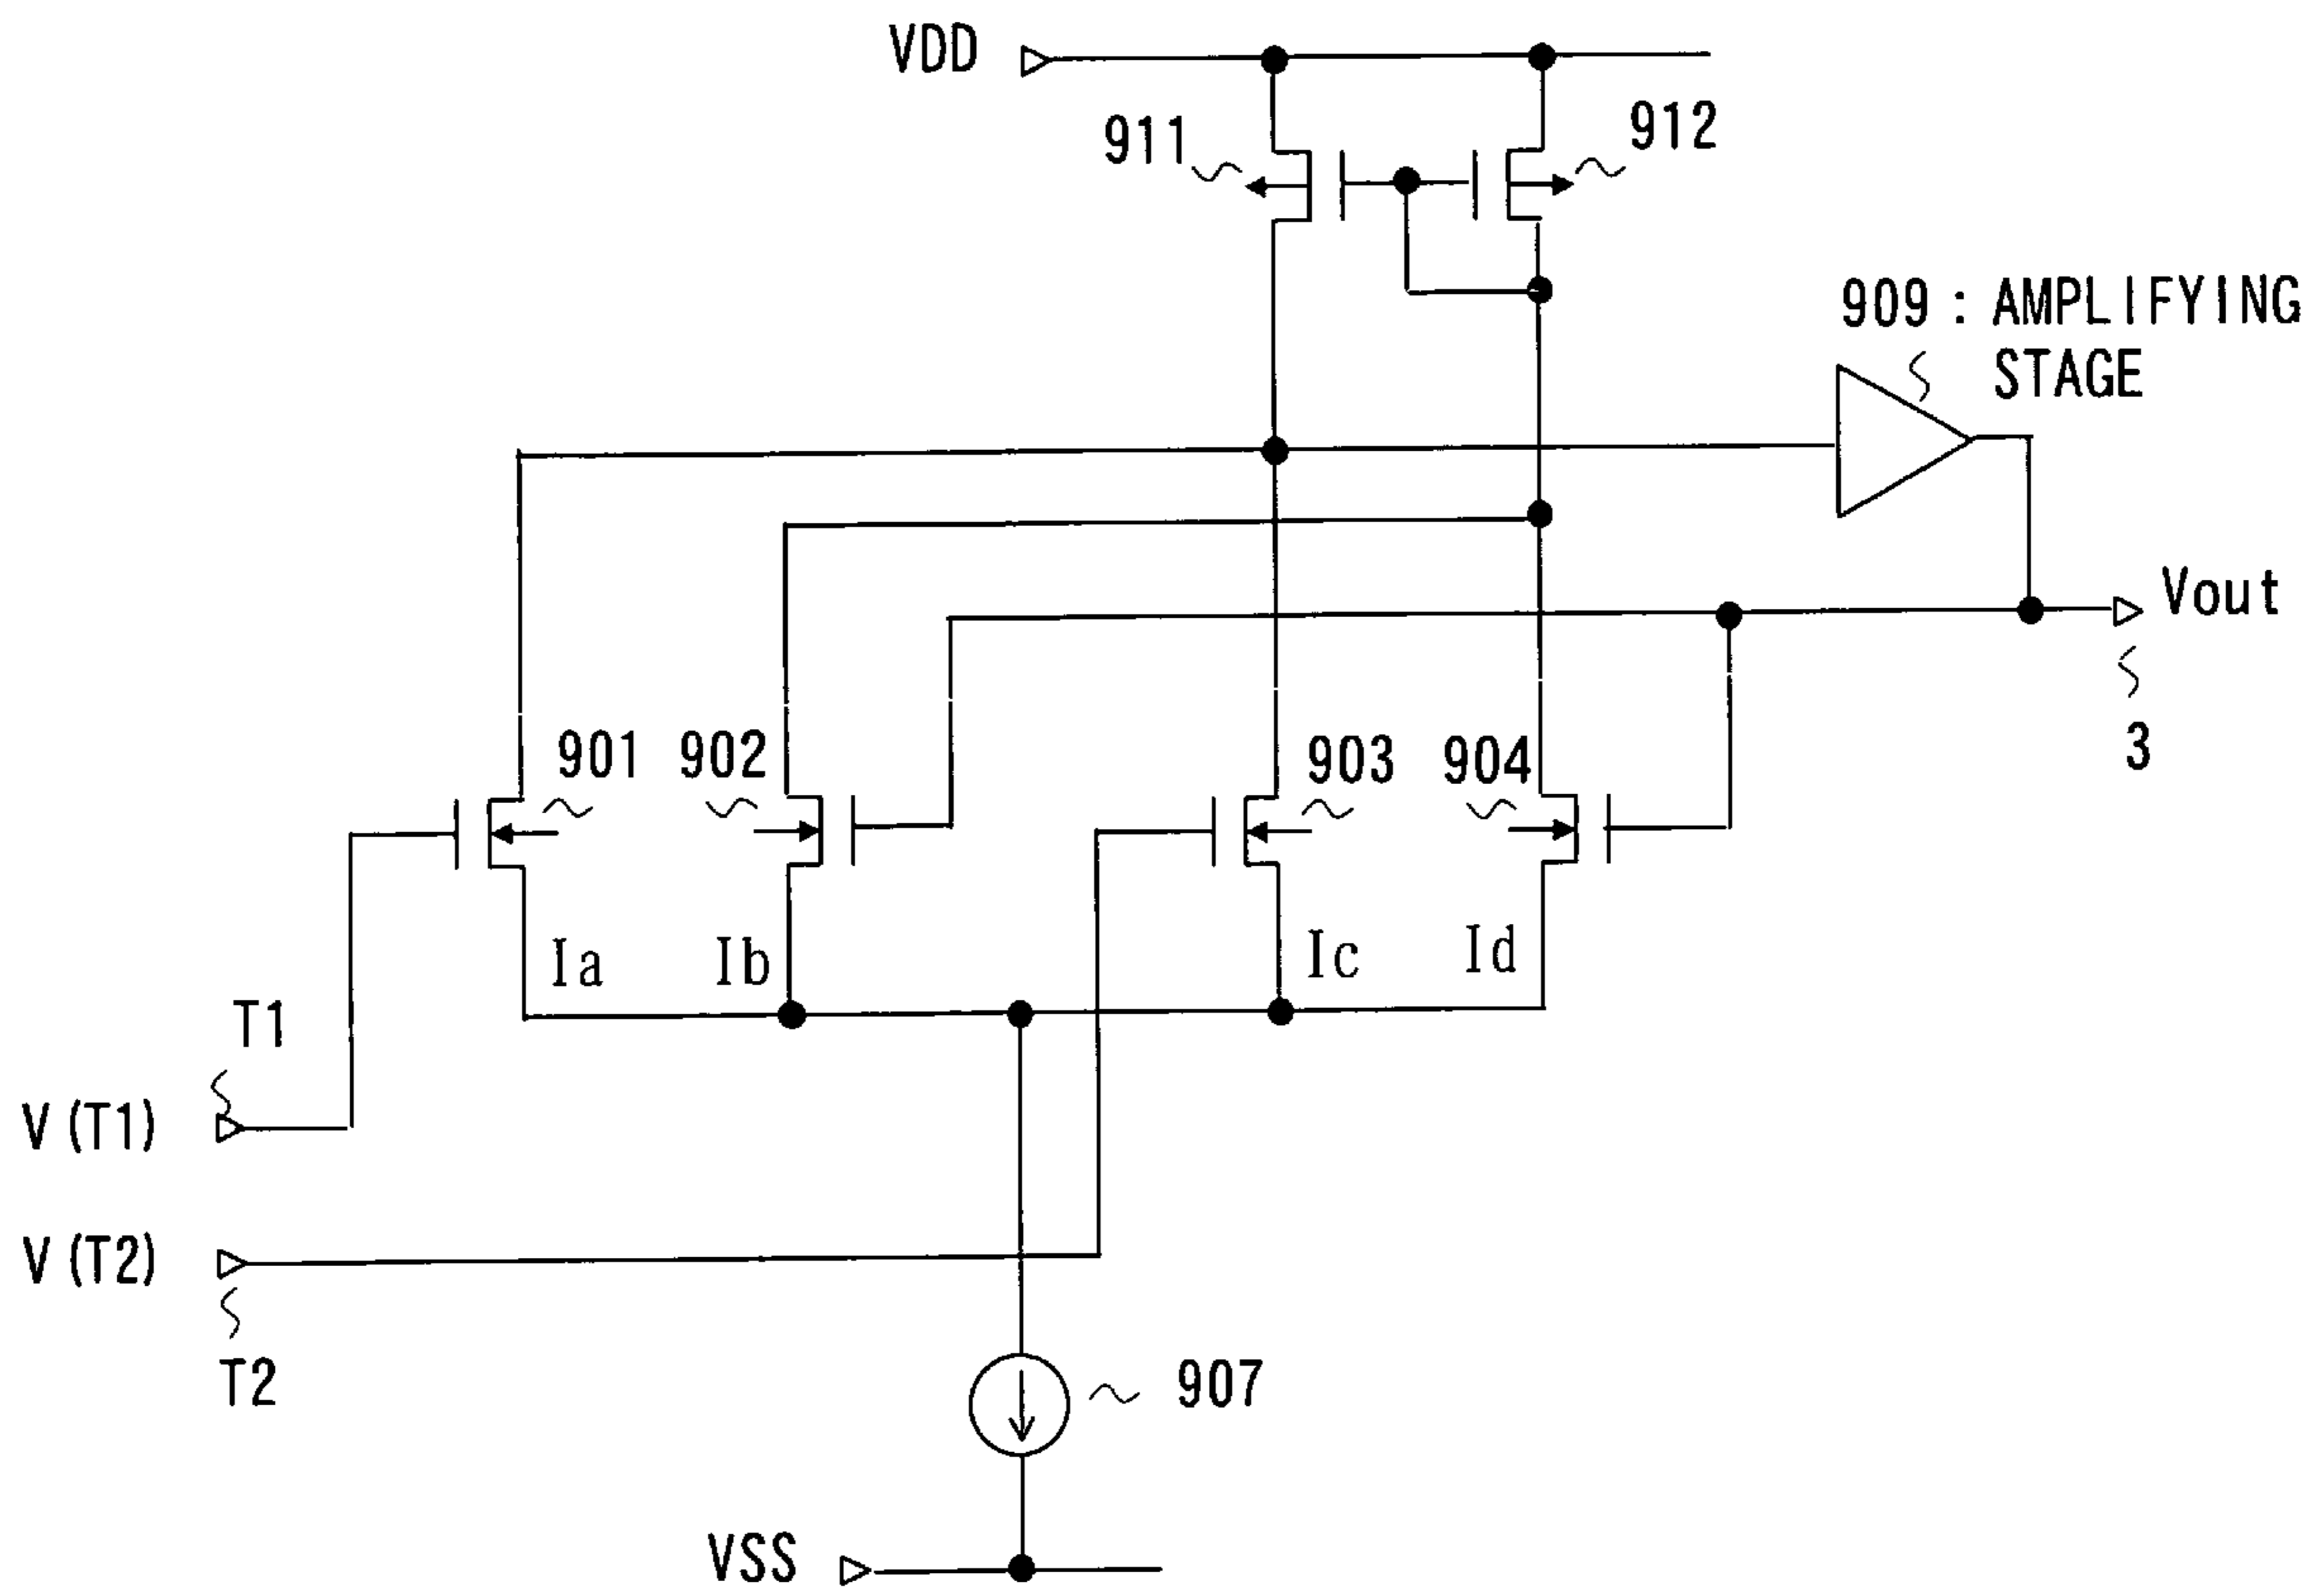 VDD
911
912
909 : AMPLIFYING
STAGE
Vout
3
901
902
903
904
Ia
Ib
Ic
Id
T1
V (T1)
V (T2)
T2
907
VSS